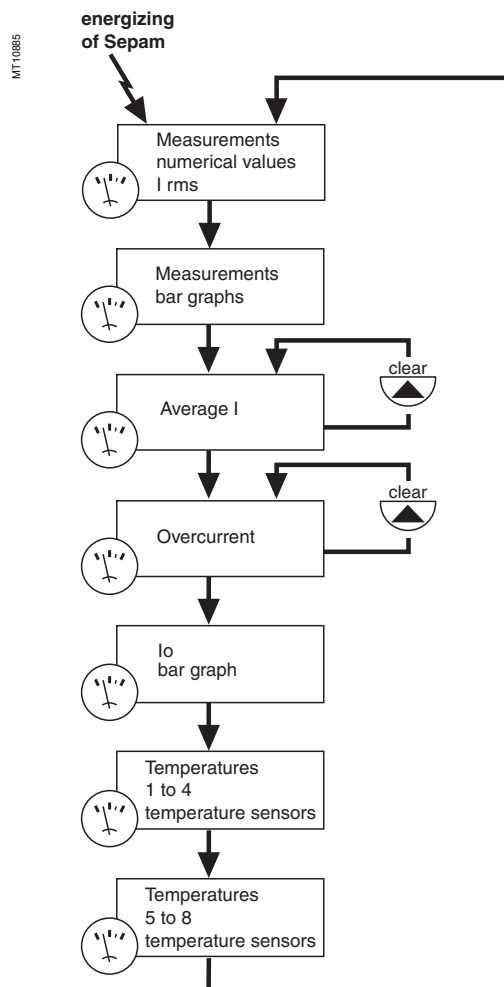 MT10885
energizing
of Sepam
Measurements
numerical values
I rms
Measurements
bar graphs
clear
Average I
clear
Overcurrent
Io
bar graph
Temperatures
1 to 4
temperature sensors
Temperatures
5 to 8
temperature sensors